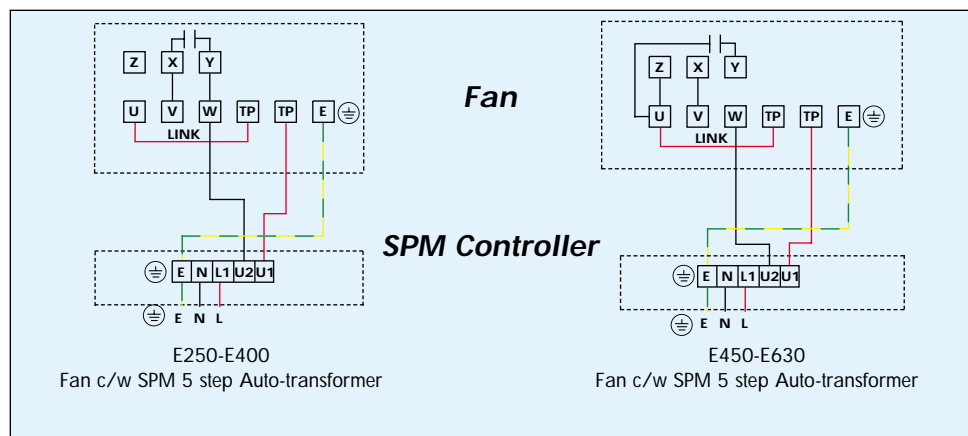 Z X Y
U V W TP TP E
LINK
E N L1 U2 U1
E N L
E250-E400
Fan c/w SPM 5 step Auto-transformer
Fan
SPM Controller
Z X Y
U V W TP TP E
LINK
E N L1 U2 U1
E N L
E450-E630
Fan c/w SPM 5 step Auto-transformer